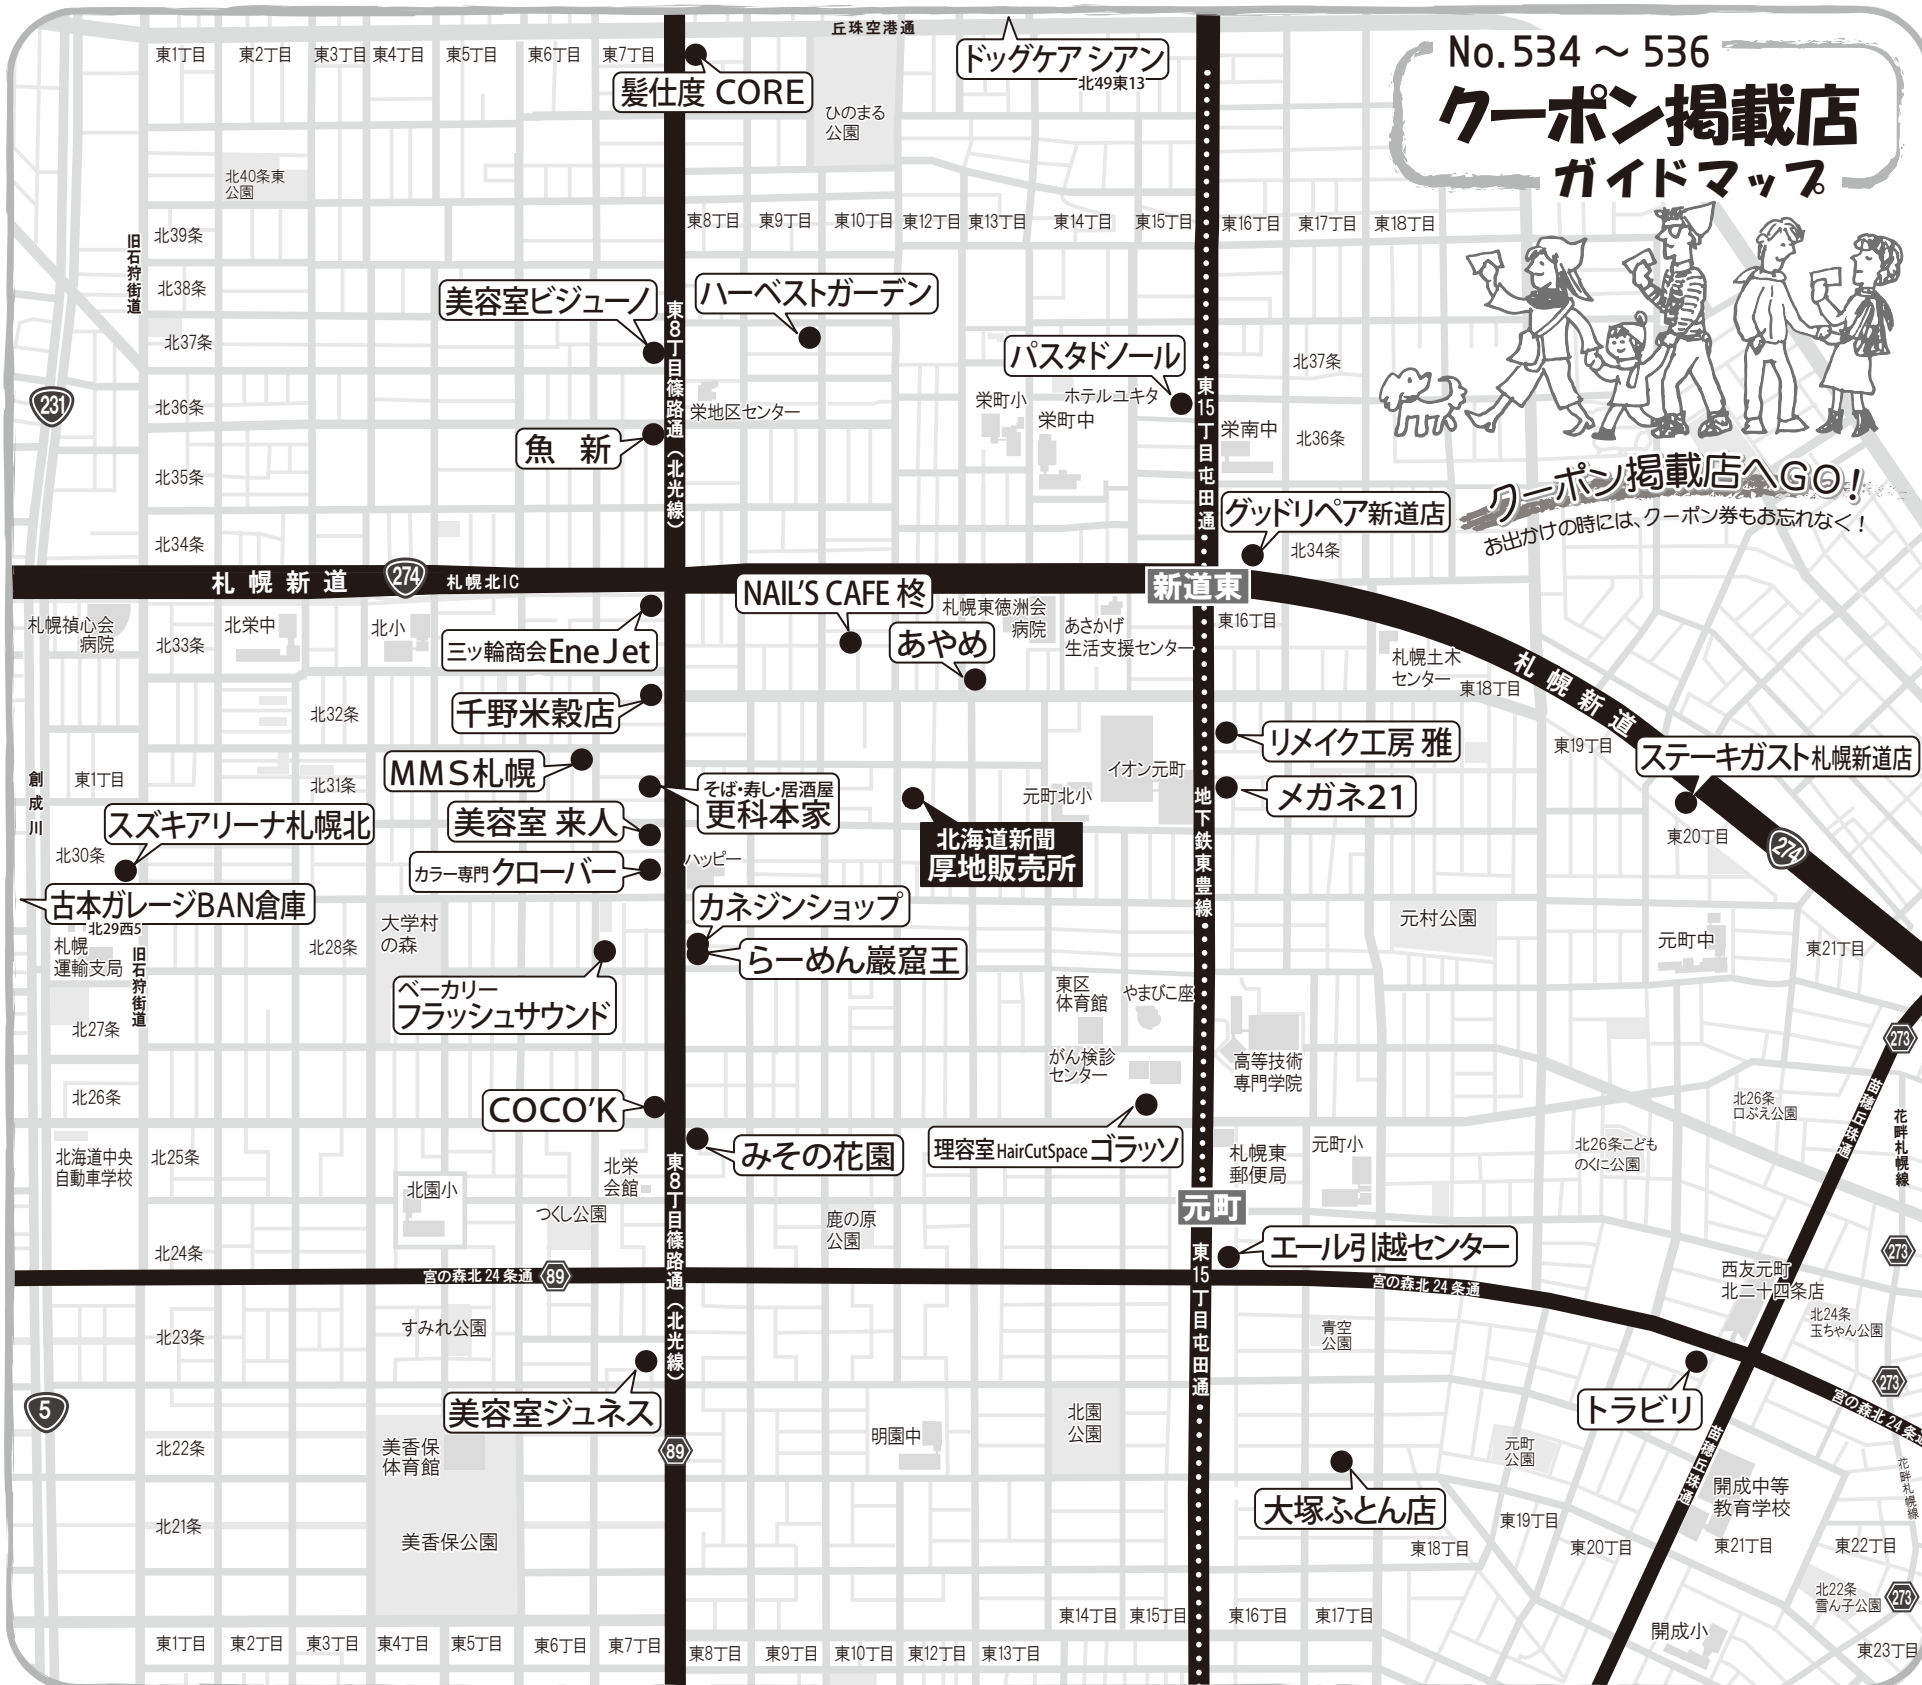 No.534 ～ 536
クーポン掲載店
ガイドマップ
クーポン掲載店へGO!
お出かけの時には、クーポン券もお忘れなく！
丘珠空港通
東1丁目
東2丁目
東3丁目
東4丁目
東5丁目
東6丁目
東7丁目
髪仕度 CORE
ドッグケア シアン
北49東13
ひのまる
公園
北40条東
公園
東8丁目
東9丁目
東10丁目
東12丁目
東13丁目
東14丁目
東15丁目
東16丁目
東17丁目
東18丁目
旧石狩街道
北39条
北38条
北37条
北36条
北35条
北34条
231
美容室ビジューノ
ハーベストガーデン
パスタドノール
東8丁目篠路通（北光線）
東15丁目屯田通
栄地区センター
栄町小
ホテルユキタ
栄町中
栄南中
北37条
北36条
魚 新
グッドリペア新道店
北34条
札幌新道
274
札幌北IC
新道東
札幌禎心会
病院
北33条
北栄中
北小
三ッ輪商会EneJet
NAIL'S CAFE 柊
あやめ
札幌東徳洲会
病院
あさかげ
生活支援センター
東16丁目
札幌土木
センター
東18丁目
札幌新道
東19丁目
ステーキガスト札幌新道店
東20丁目
274
北32条
千野米穀店
MMS札幌
北31条
東1丁目
創成川
スズキアリーナ札幌北
北30条
古本ガレージBAN倉庫
北29西5
札幌
運輸支局
旧石狩街道
美容室 来人
カラー専門 クローバー
そば・寿し・居酒屋
更科本家
ハッピー
北海道新聞
厚地販売所
元町北小
イオン元町
リメイク工房 雅
メガネ21
地下鉄東豊線
カネジンショップ
らーめん巌窟王
大学村
の森
北28条
ベーカリー
フラッシュサウンド
北27条
北26条
東区
体育館
やまびこ座
がん検診
センター
高等技術
専門学院
元村公園
元町中
東21丁目
273
COCO'K
みその花園
理容室 HairCutSpace ゴラッソ
札幌東
郵便局
元町小
北26条
口ぶえ公園
北26条こども
のくに公園
苗穂丘珠通
花畔札幌線
北海道中央
自動車学校
北25条
北園小
北栄
会館
つくし公園
鹿の原
公園
東8丁目篠路通（北光線）
元町
北24条
エール引越センター
273
宮の森北24条通
89
東15丁目屯田通
宮の森北24条通
西友元町
北二十四条店
北24条
玉ちゃん公園
北23条
すみれ公園
青空
公園
トラビリ
273
宮の森北24条通
5
美容室ジュネス
89
北22条
美香保
体育館
明園中
北園
公園
元町
公園
大塚ふとん店
苗穂丘珠通
開成中等
教育学校
花畔札幌線
北21条
美香保公園
東18丁目
東19丁目
東20丁目
東21丁目
東22丁目
北22条
雪ん子公園
273
東14丁目
東15丁目
東16丁目
東17丁目
開成小
東23丁目
東1丁目
東2丁目
東3丁目
東4丁目
東5丁目
東6丁目
東7丁目
東8丁目
東9丁目
東10丁目
東12丁目
東13丁目